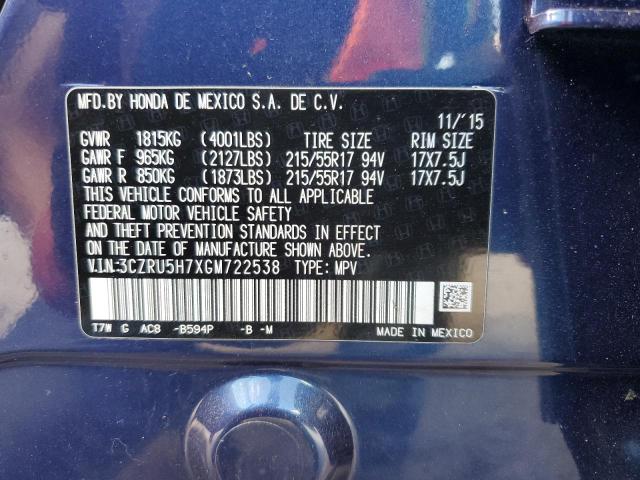 MFD.BY HONDA DE MEXICO S.A. DE C.V.
11/'15
GVWR 1815KG (4001LBS) TIRE SIZE RIM SIZE
GAWR F 965KG (2127LBS) 215/55R17 94V 17X7.5J
GAWR R 850KG (1873LBS) 215/55R17 94V 17X7.5J
THIS VEHICLE CONFORMS TO ALL APPLICABLE
FEDERAL MOTOR VEHICLE SAFETY
AND THEFT PREVENTION STANDARDS IN EFFECT
ON THE DATE OF MANUFACTURE SHOWN ABOVE.
V.I.N:3CZRU5H7XGM722538 TYPE: MPV
T7W G AC8 -B594P -B -M
MADE IN MEXICO